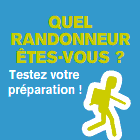 QUEL
RANDONNEUR
ÊTES-VOUS ?
Testez votre
préparation !